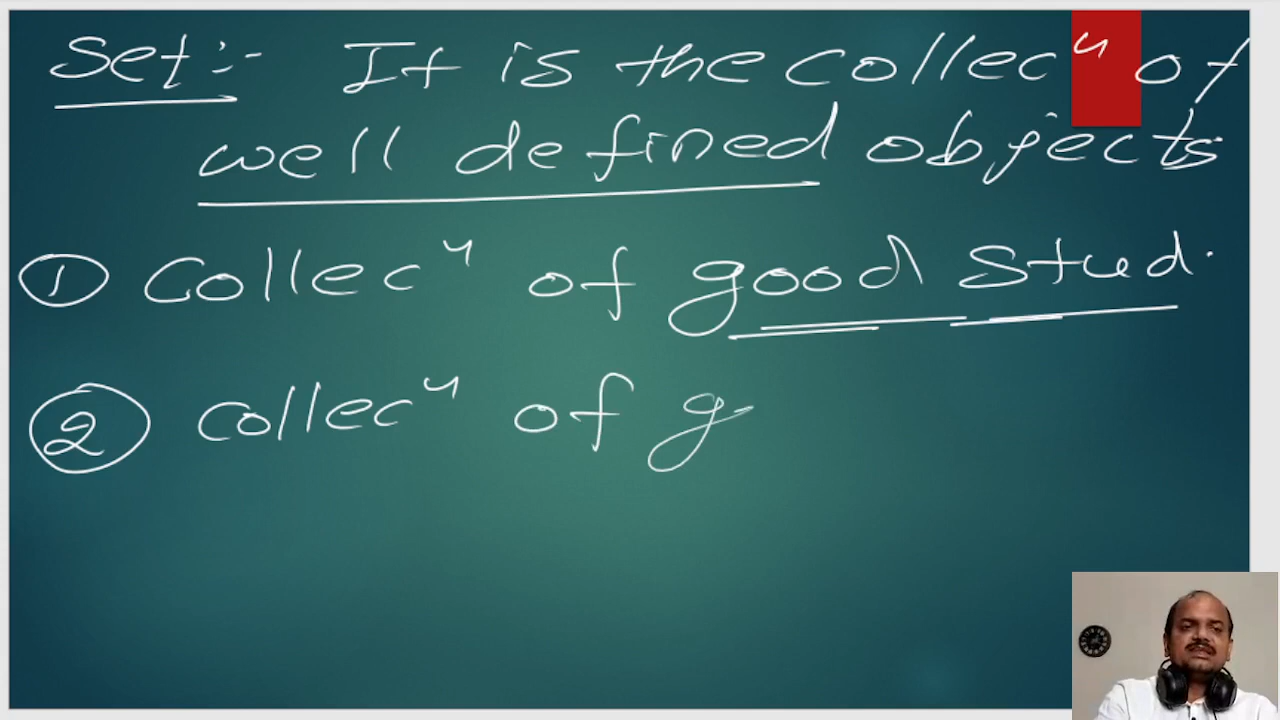 Set :- It is the collecⁿ of
well defined objects
① Collecⁿ of good Stud.
② collecⁿ of g